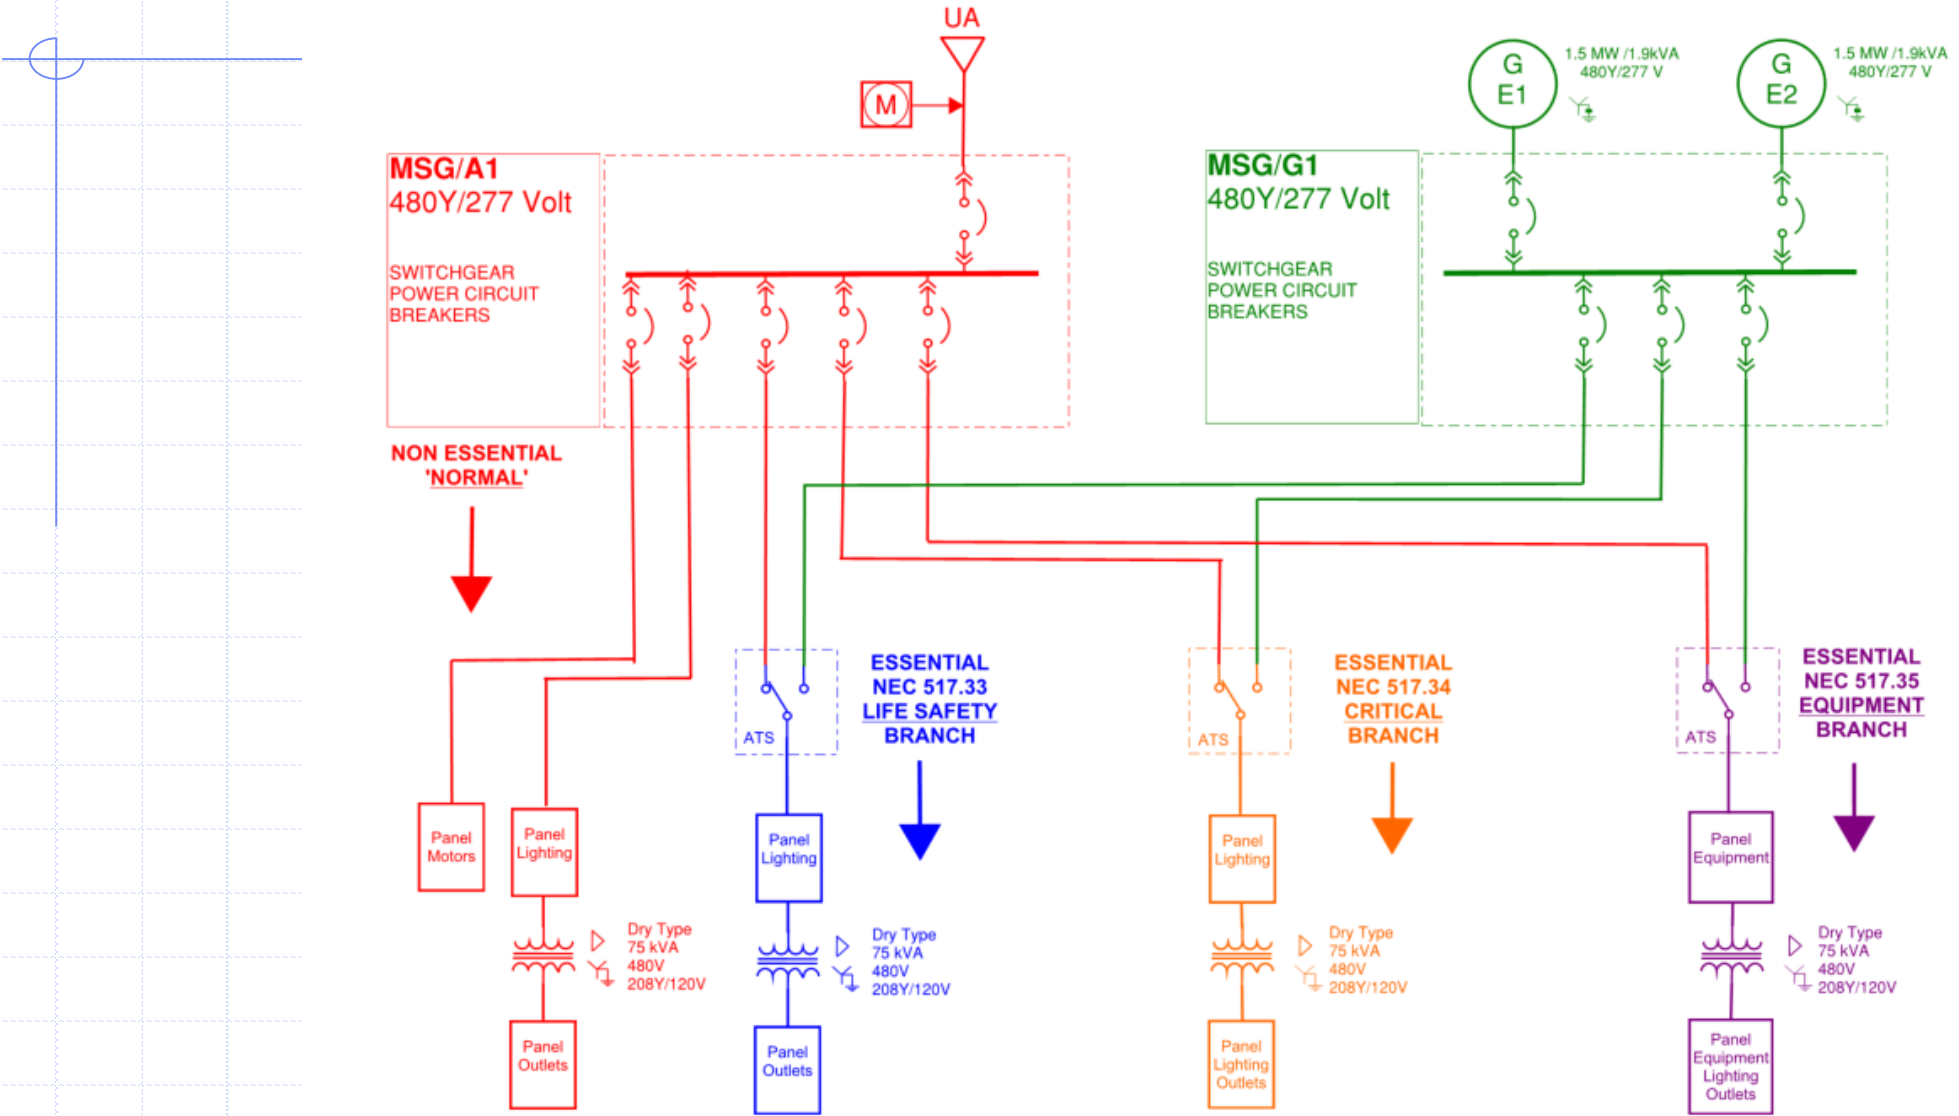 UA
M
G
E1
1.5 MW /1.9kVA
480Y/277 V
G
E2
1.5 MW /1.9kVA
480Y/277 V
MSG/A1
480Y/277 Volt
SWITCHGEAR
POWER CIRCUIT
BREAKERS
MSG/G1
480Y/277 Volt
SWITCHGEAR
POWER CIRCUIT
BREAKERS
NON ESSENTIAL
'NORMAL'
ATS
ESSENTIAL
NEC 517.33
LIFE SAFETY
BRANCH
ATS
ESSENTIAL
NEC 517.34
CRITICAL
BRANCH
ATS
ESSENTIAL
NEC 517.35
EQUIPMENT
BRANCH
Panel
Motors
Panel
Lighting
Panel
Lighting
Panel
Lighting
Panel
Equipment
Dry Type
75 kVA
480V
208Y/120V
Dry Type
75 kVA
480V
208Y/120V
Dry Type
75 kVA
480V
208Y/120V
Dry Type
75 kVA
480V
208Y/120V
Panel
Outlets
Panel
Outlets
Panel
Lighting
Outlets
Panel
Equipment
Lighting
Outlets